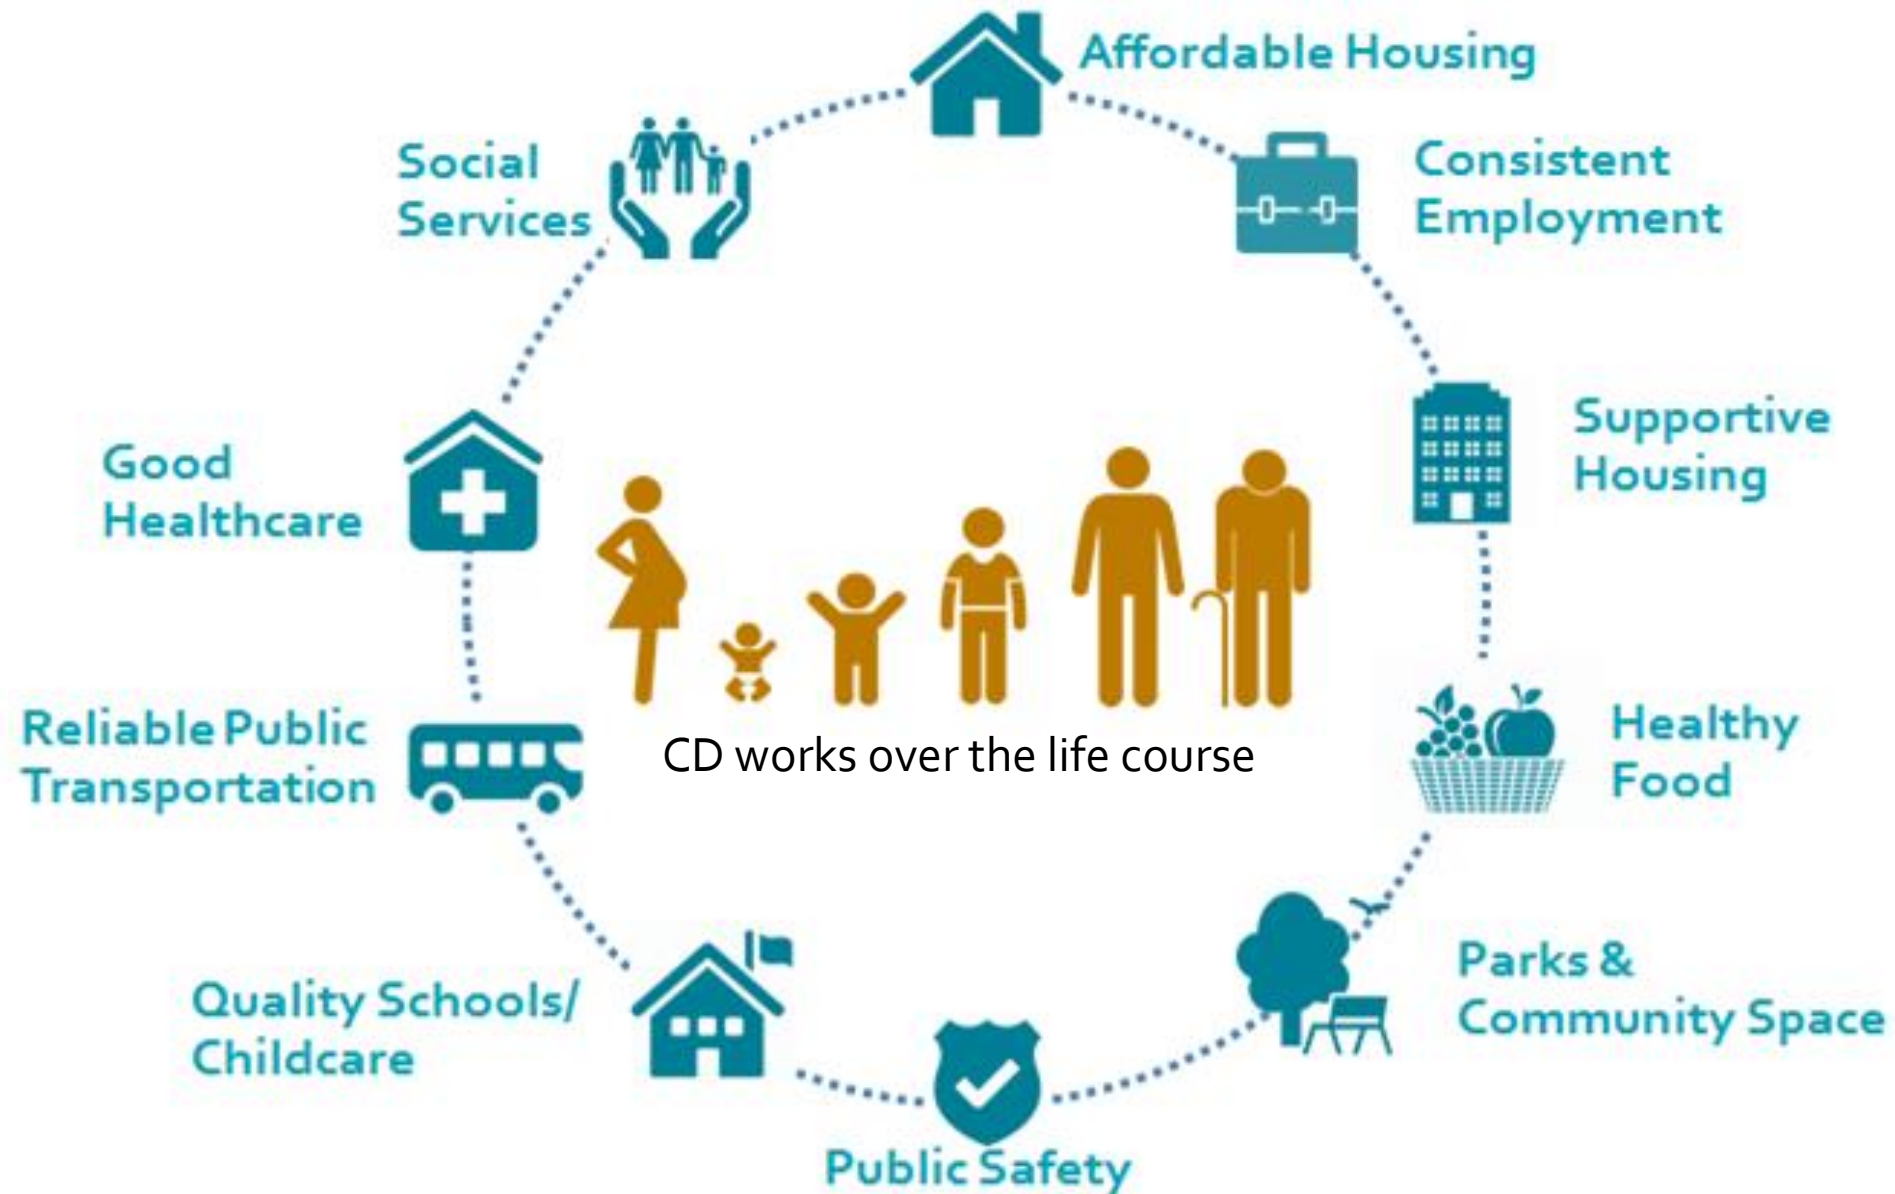 Affordable Housing
Consistent
Employment
Supportive
Housing
Healthy
Food
Parks &
Community Space
Public Safety
Quality Schools/
Childcare
Reliable Public
Transportation
Good
Healthcare
Social
Services
CD works over the life course